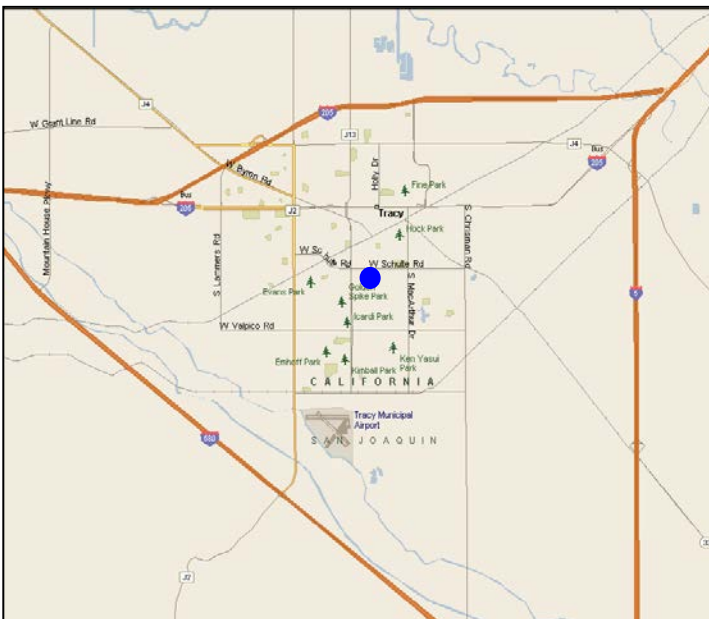 205
J4
W Grant Line Rd
J13
J4
Bus
205
W Byron Rd
Holly Dr
Fine Park
Bus
205
J2
Tracy
Mountain House Pkwy
S Lammers Rd
Hock Park
S Chrisman Rd
W Schulte Rd
Evans Park
Spike Park
S MacArthur Dr
5
Icardi Park
W Valpico Rd
Emhoff Park
Kimball Park
Ken Yasui
Park
CALIFORNIA
Tracy Municipal
Airport
580
SAN JOAQUIN
J2